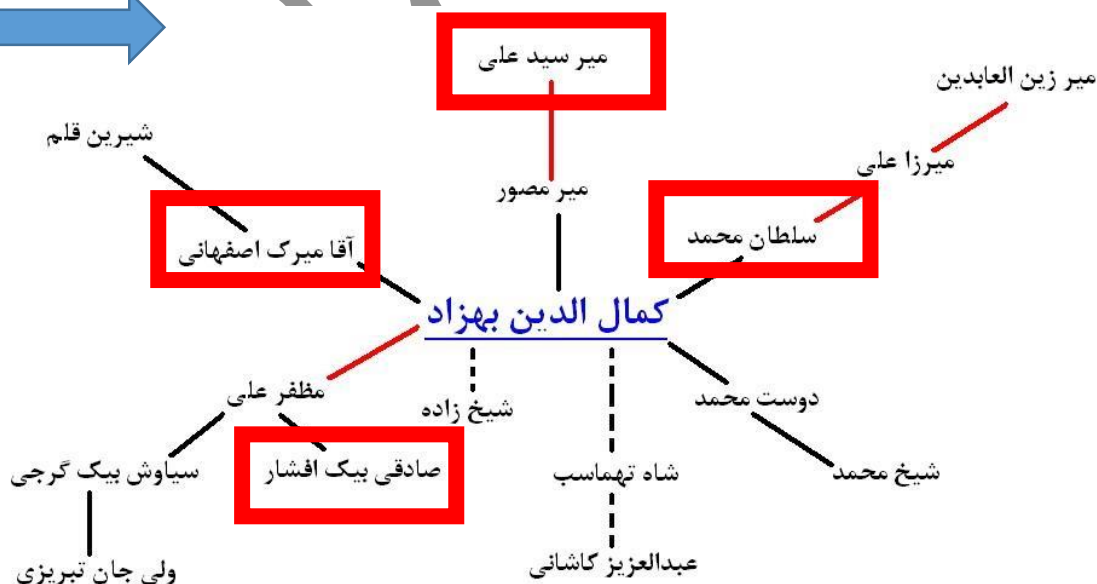 میر سید علی
میر زین العابدین
شیرین قلم
میرزا علی
میر مصور
سلطان محمد
آقا میرک اصفهانی
کمال الدین بهزاد
مظفر علی
دوست محمد
شیخ زاده
شیخ محمد
شاه تهماسب
صادقی بیک افشار
سیاوش بیک گرجی
عبدالعزیز کاشانی
ولی جان تبریزی